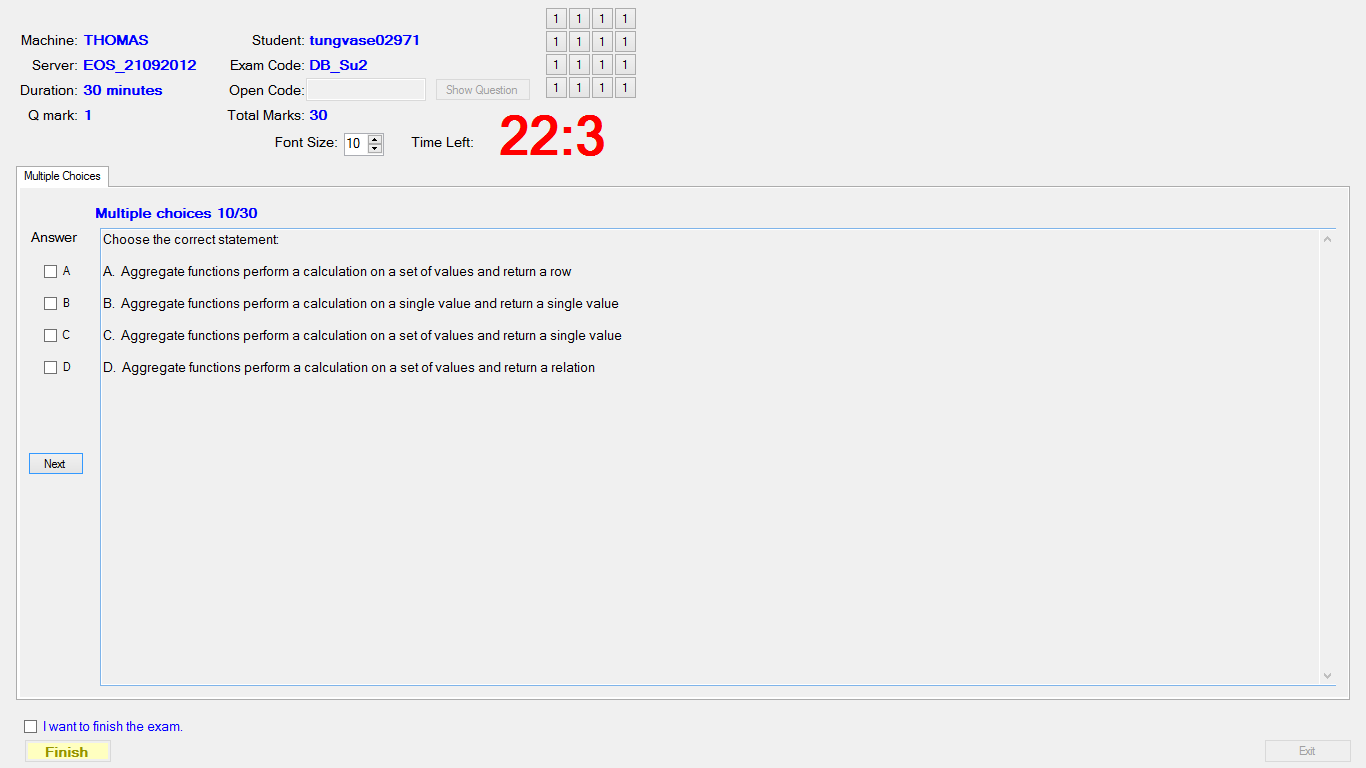 Machine: THOMAS Student: tungvase02971
Server: EOS_21092012 Exam Code: DB_Su2
Duration: 30 minutes Open Code: Show Question
Q mark: 1 Total Marks: 30
1 1 1 1
1 1 1 1
1 1 1 1
1 1 1 1
Font Size: 10 Time Left: 22:3
Multiple Choices
Multiple choices 10/30
Answer
Choose the correct statement:
A A. Aggregate functions perform a calculation on a set of values and return a row
B B. Aggregate functions perform a calculation on a single value and return a single value
C C. Aggregate functions perform a calculation on a set of values and return a single value
D D. Aggregate functions perform a calculation on a set of values and return a relation
Next
I want to finish the exam.
Finish Exit